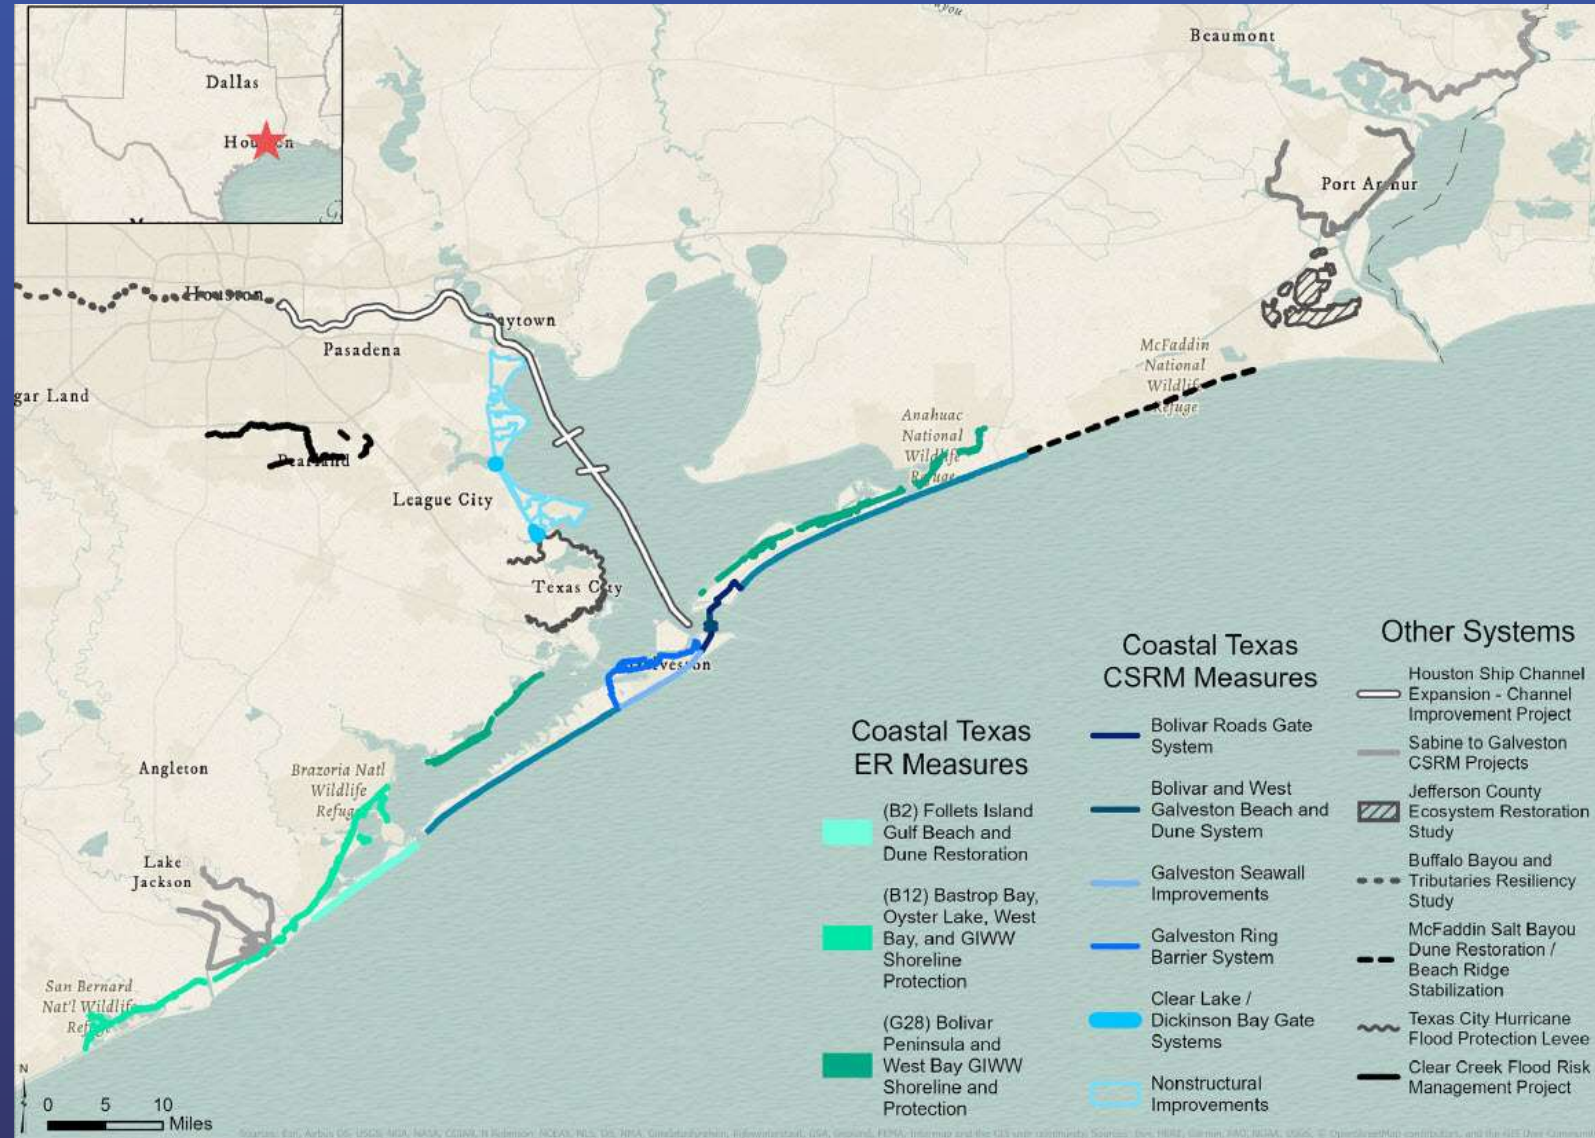 Dallas
Houston
Beaumont
Port Arthur
Houston
Baytown
Pasadena
gar Land
McFaddin
National
Wildlife
Refuge
Anahuac
National
Wildlife
Refuge
Pearland
League City
Texas City
Galveston
Angleton
Brazoria Natl
Wildlife
Refuge
Lake
Jackson
San Bernard
Nat'l Wildlife
Refuge
N
0 5 10
Miles
Coastal Texas
ER Measures
(B2) Follets Island
Gulf Beach and
Dune Restoration
(B12) Bastrop Bay,
Oyster Lake, West
Bay, and GIWW
Shoreline
Protection
(G28) Bolivar
Peninsula and
West Bay GIWW
Shoreline and
Protection
Coastal Texas
CSRM Measures
Bolivar Roads Gate
System
Bolivar and West
Galveston Beach and
Dune System
Galveston Seawall
Improvements
Galveston Ring
Barrier System
Clear Lake /
Dickinson Bay Gate
Systems
Nonstructural
Improvements
Other Systems
Houston Ship Channel
Expansion - Channel
Improvement Project
Sabine to Galveston
CSRM Projects
Jefferson County
Ecosystem Restoration
Study
Buffalo Bayou and
Tributaries Resiliency
Study
McFaddin Salt Bayou
Dune Restoration /
Beach Ridge
Stabilization
Texas City Hurricane
Flood Protection Levee
Clear Creek Flood Risk
Management Project